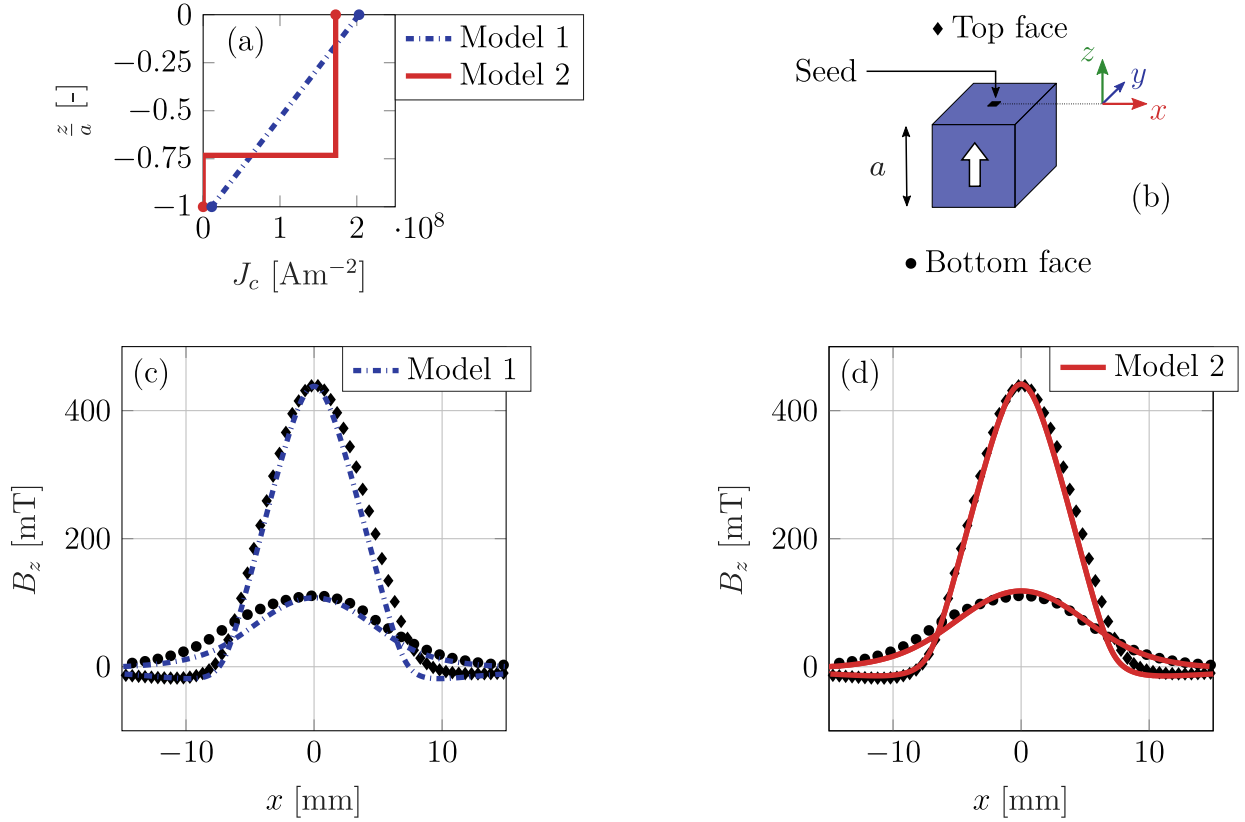 (a)
Model 1
Model 2
0
−0.25
−0.5
−0.75
−1
z/a [-]
0 1 2 ·10⁸
J_c [Am⁻²]
Top face
Seed
z
y
x
a
(b)
Bottom face
(c)
Model 1
400
200
0
B_z [mT]
−10 0 10
x [mm]
(d)
Model 2
400
200
0
B_z [mT]
−10 0 10
x [mm]